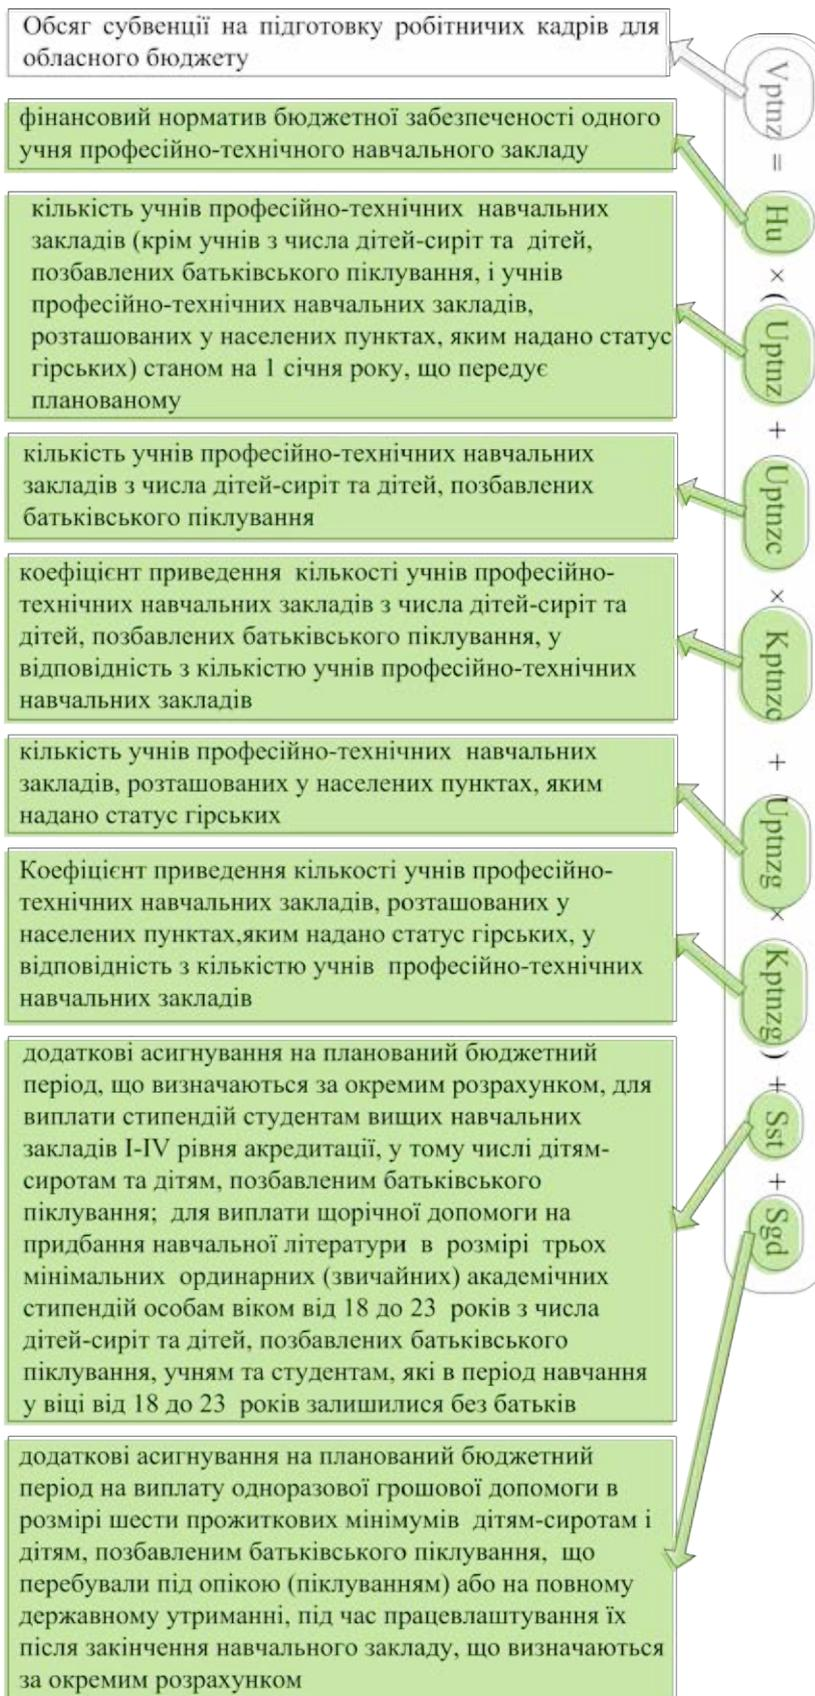 Обсяг субвенції на підготовку робітничих кадрів для
обласного бюджету
фінансовий норматив бюджетної забезпеченості одного
учня професійно-технічного навчального закладу
кількість учнів професійно-технічних навчальних
закладів (крім учнів з числа дітей-сиріт та дітей,
позбавлених батьківського піклування, і учнів
професійно-технічних навчальних закладів,
розташованих у населених пунктах, яким надано статус
гірських) станом на 1 січня року, що передує
планованому
кількість учнів професійно-технічних навчальних
закладів з числа дітей-сиріт та дітей, позбавлених
батьківського піклування
коефіцієнт приведення кількості учнів професійно-
технічних навчальних закладів з числа дітей-сиріт та
дітей, позбавлених батьківського піклування, у
відповідність з кількістю учнів професійно-технічних
навчальних закладів
кількість учнів професійно-технічних навчальних
закладів, розташованих у населених пунктах, яким
надано статус гірських
Коефіцієнт приведення кількості учнів професійно-
технічних навчальних закладів, розташованих у
населених пунктах,яким надано статус гірських, у
відповідність з кількістю учнів професійно-технічних
навчальних закладів
додаткові асигнування на планований бюджетний
період, що визначаються за окремим розрахунком, для
виплати стипендій студентам вищих навчальних
закладів I-IV рівня акредитації, у тому числі дітям-
сиротам та дітям, позбавленим батьківського
піклування; для виплати щорічної допомоги на
придбання навчальної літератури в розмірі трьох
мінімальних ординарних (звичайних) академічних
стипендій особам віком від 18 до 23 років з числа
дітей-сиріт та дітей, позбавлених батьківського
піклування, учням та студентам, які в період навчання
у віці від 18 до 23 років залишилися без батьків
додаткові асигнування на планований бюджетний
період на виплату одноразової грошової допомоги в
розмірі шести прожиткових мінімумів дітям-сиротам і
дітям, позбавленим батьківського піклування, що
перебували під опікою (піклуванням) або на повному
державному утриманні, під час працевлаштування їх
після закінчення навчального закладу, що визначаються
за окремим розрахунком
Vptnz = Hu × (Uptnz + Uptnzc × Kptnzc + Uptnzg × Kptnzg) + Sst + Sgd